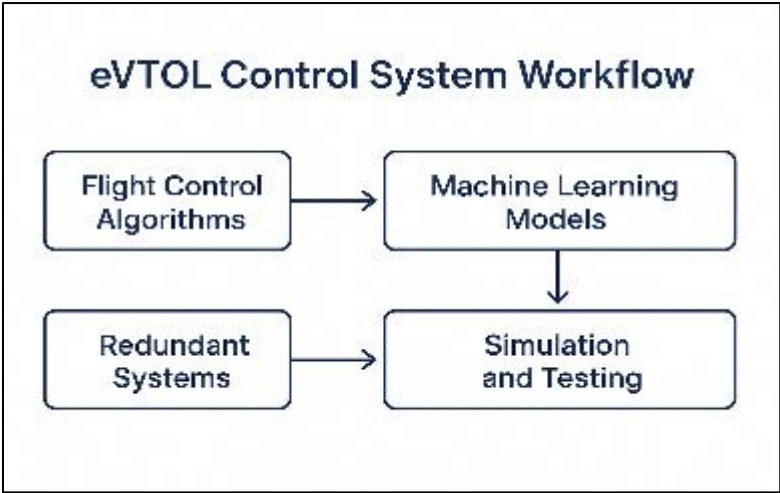 eVTOL Control System Workflow
Flight Control
Algorithms
Machine Learning
Models
Redundant
Systems
Simulation
and Testing